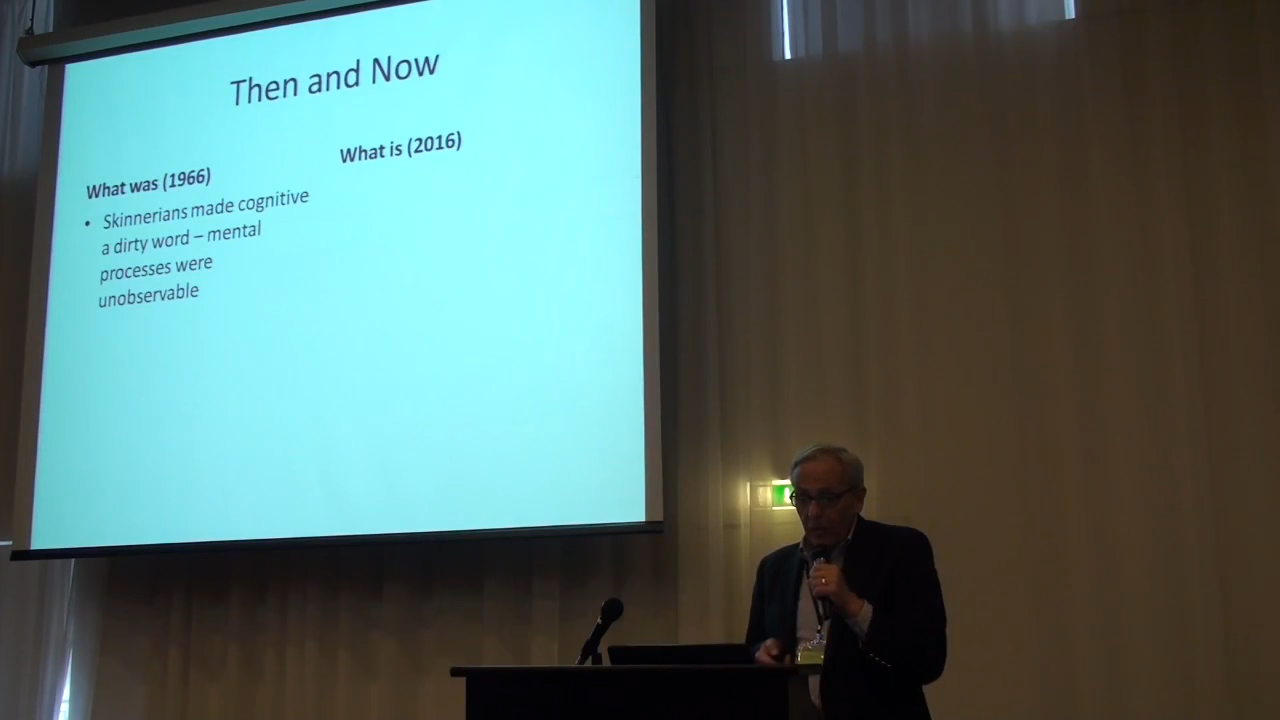 Then and Now
What was (1966)
• Skinnerians made cognitive
a dirty word – mental
processes were
unobservable
What is (2016)